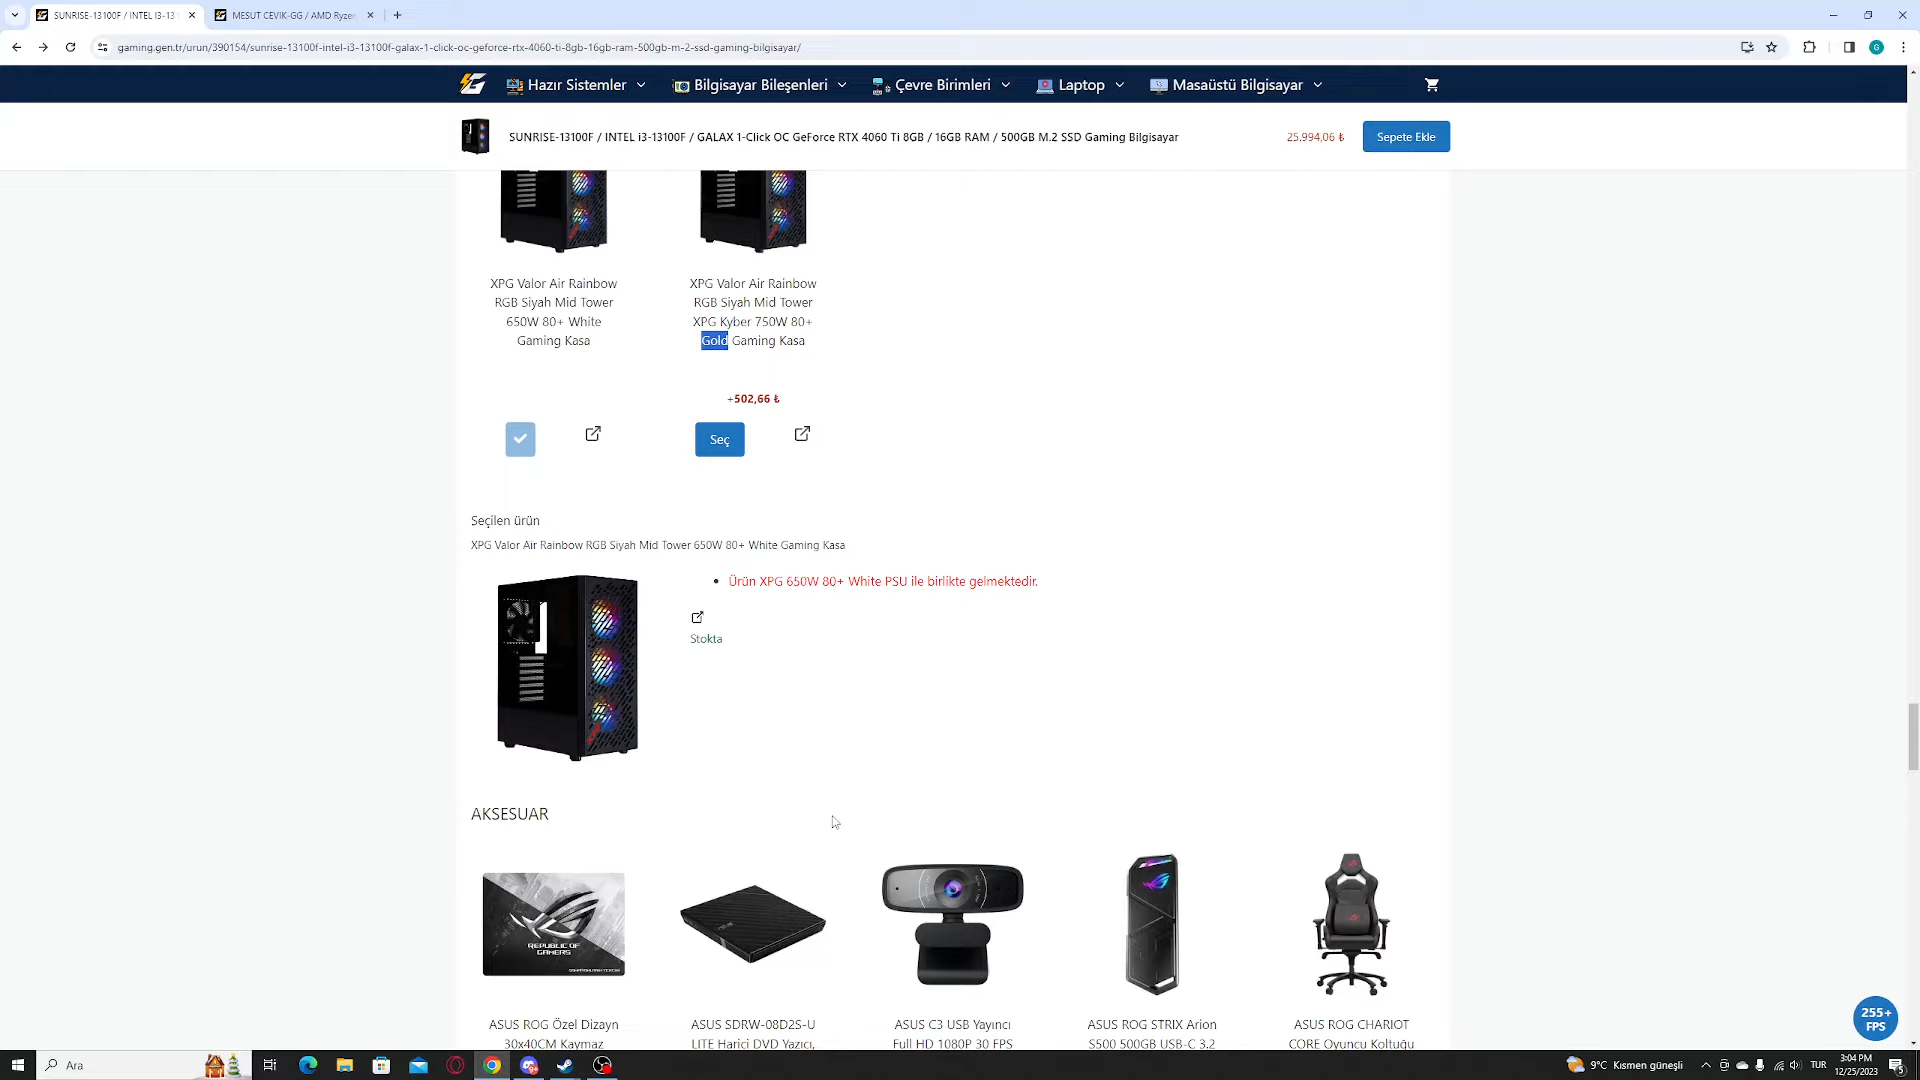 SUNRISE-13100F / INTEL I3-131
MESUT CEVIK-GG / AMD Ryzen
gaming.gen.tr/urun/390154/sunrise-13100f-intel-i3-13100f-galax-1-click-oc-geforce-rtx-4060-ti-8gb-16gb-ram-500gb-m-2-ssd-gaming-bilgisayar/
G
Hazır Sistemler
Bilgisayar Bileşenleri
Çevre Birimleri
Laptop
Masaüstü Bilgisayar
SUNRISE-13100F / INTEL i3-13100F / GALAX 1-Click OC GeForce RTX 4060 Ti 8GB / 16GB RAM / 500GB M.2 SSD Gaming Bilgisayar
25.994,06 ₺
Sepete Ekle
XPG Valor Air Rainbow
RGB Siyah Mid Tower
650W 80+ White
Gaming Kasa
XPG Valor Air Rainbow
RGB Siyah Mid Tower
XPG Kyber 750W 80+
Gold Gaming Kasa
+502,66 ₺
Seç
Seçilen ürün
XPG Valor Air Rainbow RGB Siyah Mid Tower 650W 80+ White Gaming Kasa
Ürün XPG 650W 80+ White PSU ile birlikte gelmektedir.
Stokta
AKSESUAR
REPUBLIC OF
GAMERS
ASUS ROG Özel Dizayn
30x40CM Kaymaz
ASUS SDRW-08D2S-U
LITE Harici DVD Yazıcı,
ASUS C3 USB Yayıncı
Full HD 1080P 30 FPS
ASUS ROG STRIX Arion
S500 500GB USB-C 3.2
ASUS ROG CHARIOT
CORE Oyuncu Koltuğu
255+
FPS
Ara
9°C Kısmen güneşli
TUR
3:04 PM
12/25/2023
5